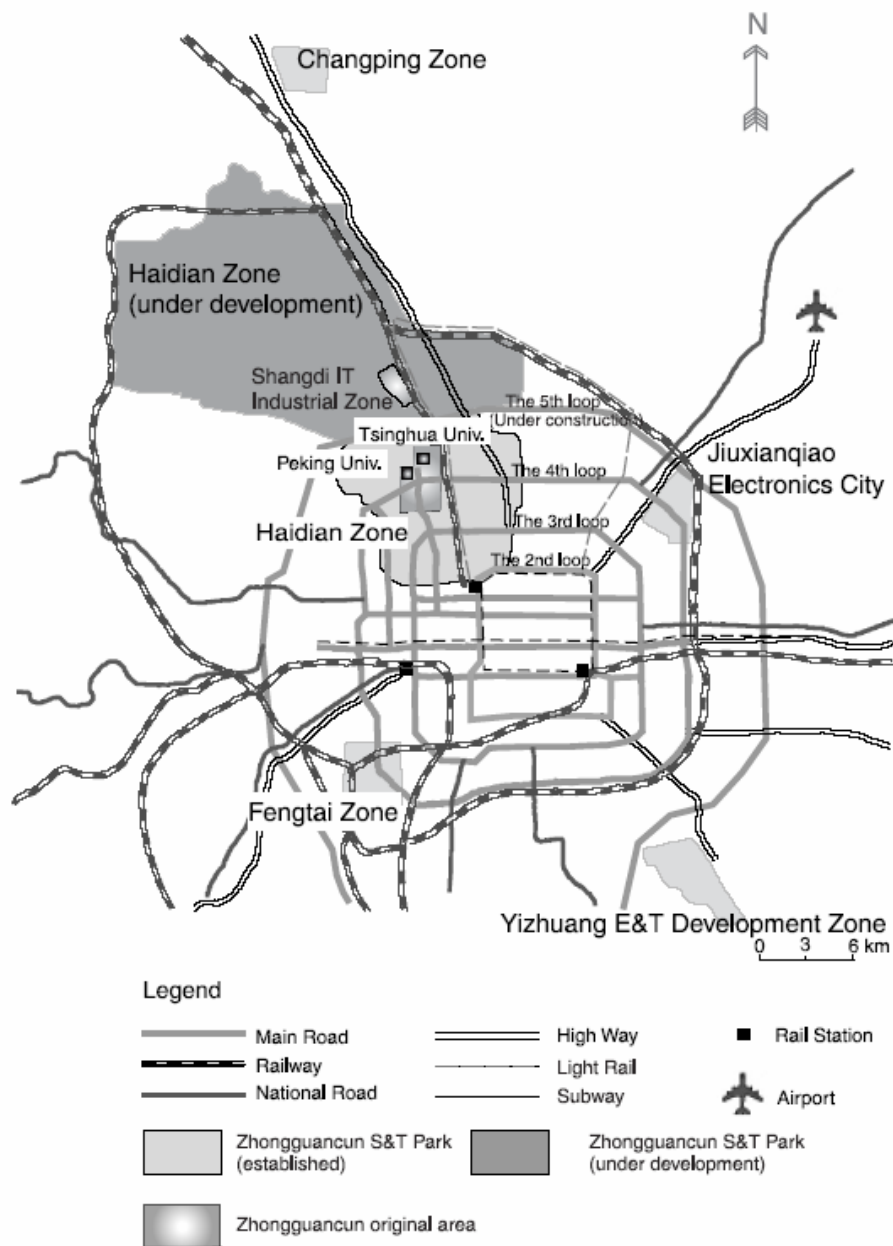 N
Changping Zone
Haidian Zone
(under development)
Shangdi IT
Industrial Zone
The 5th loop
(Under constructio
Tsinghua Univ.
Peking Univ.
The 4th loop
Jiuxianqiao
Electronics City
Haidian Zone
The 3rd loop
The 2nd loop
Fengtai Zone
Yizhuang E&T Development Zone
0 3 6 km
Legend
Main Road
High Way
Rail Station
Railway
Light Rail
National Road
Subway
Airport
Zhongguancun S&T Park
(established)
Zhongguancun S&T Park
(under development)
Zhongguancun original area